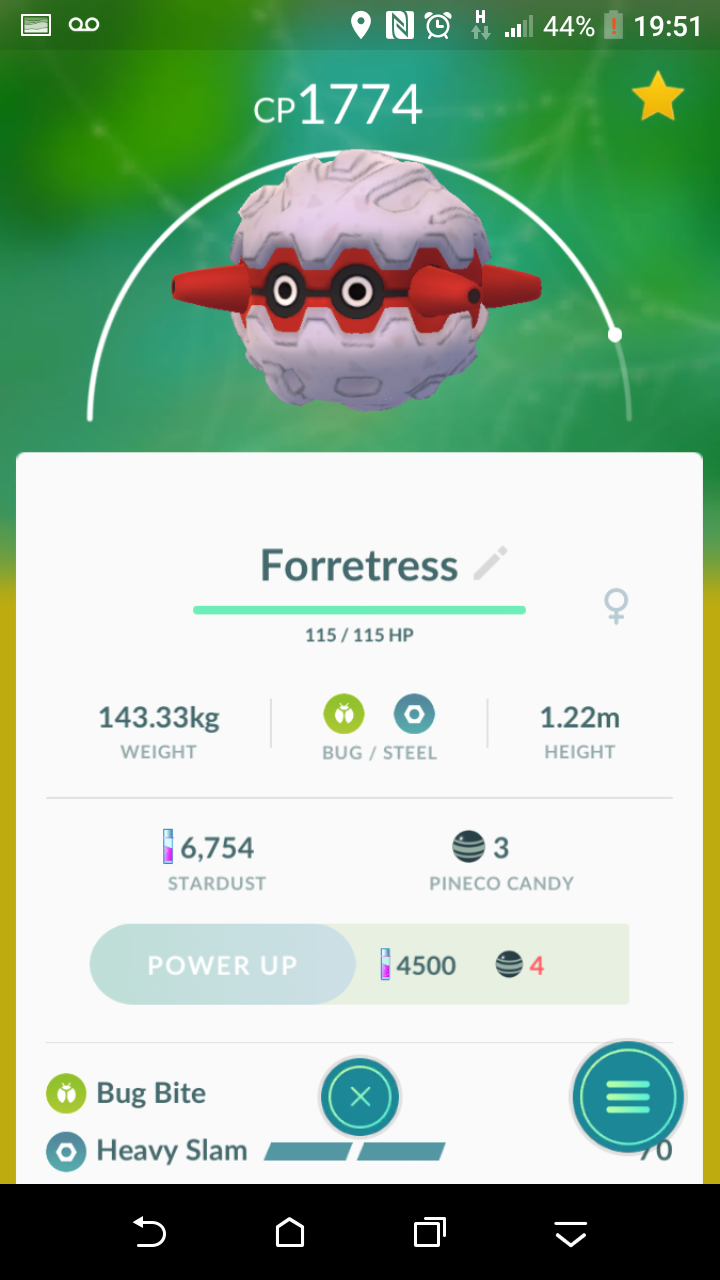 H 44% 19:51
CP1774
Forretress
115 / 115 HP
143.33kg 1.22m
WEIGHT BUG / STEEL HEIGHT
6,754 3
STARDUST PINECO CANDY
POWER UP 4500 4
Bug Bite
Heavy Slam 70